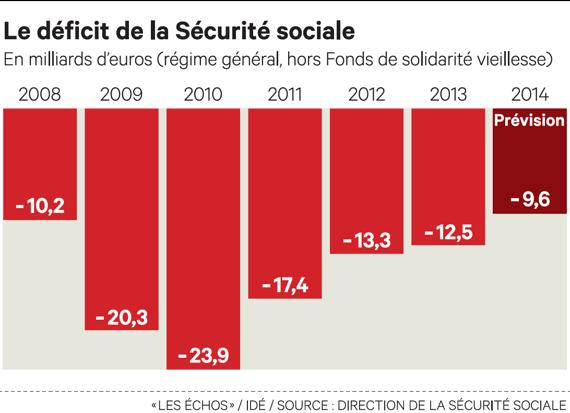 Le déficit de la Sécurité sociale
En milliards d'euros (régime général, hors Fonds de solidarité vieillesse)
2008 2009 2010 2011 2012 2013 2014
Prévision
-10,2
-20,3
-23,9
-17,4
-13,3
-12,5
-9,6
«LES ÉCHOS» / IDÉ / SOURCE : DIRECTION DE LA SÉCURITÉ SOCIALE